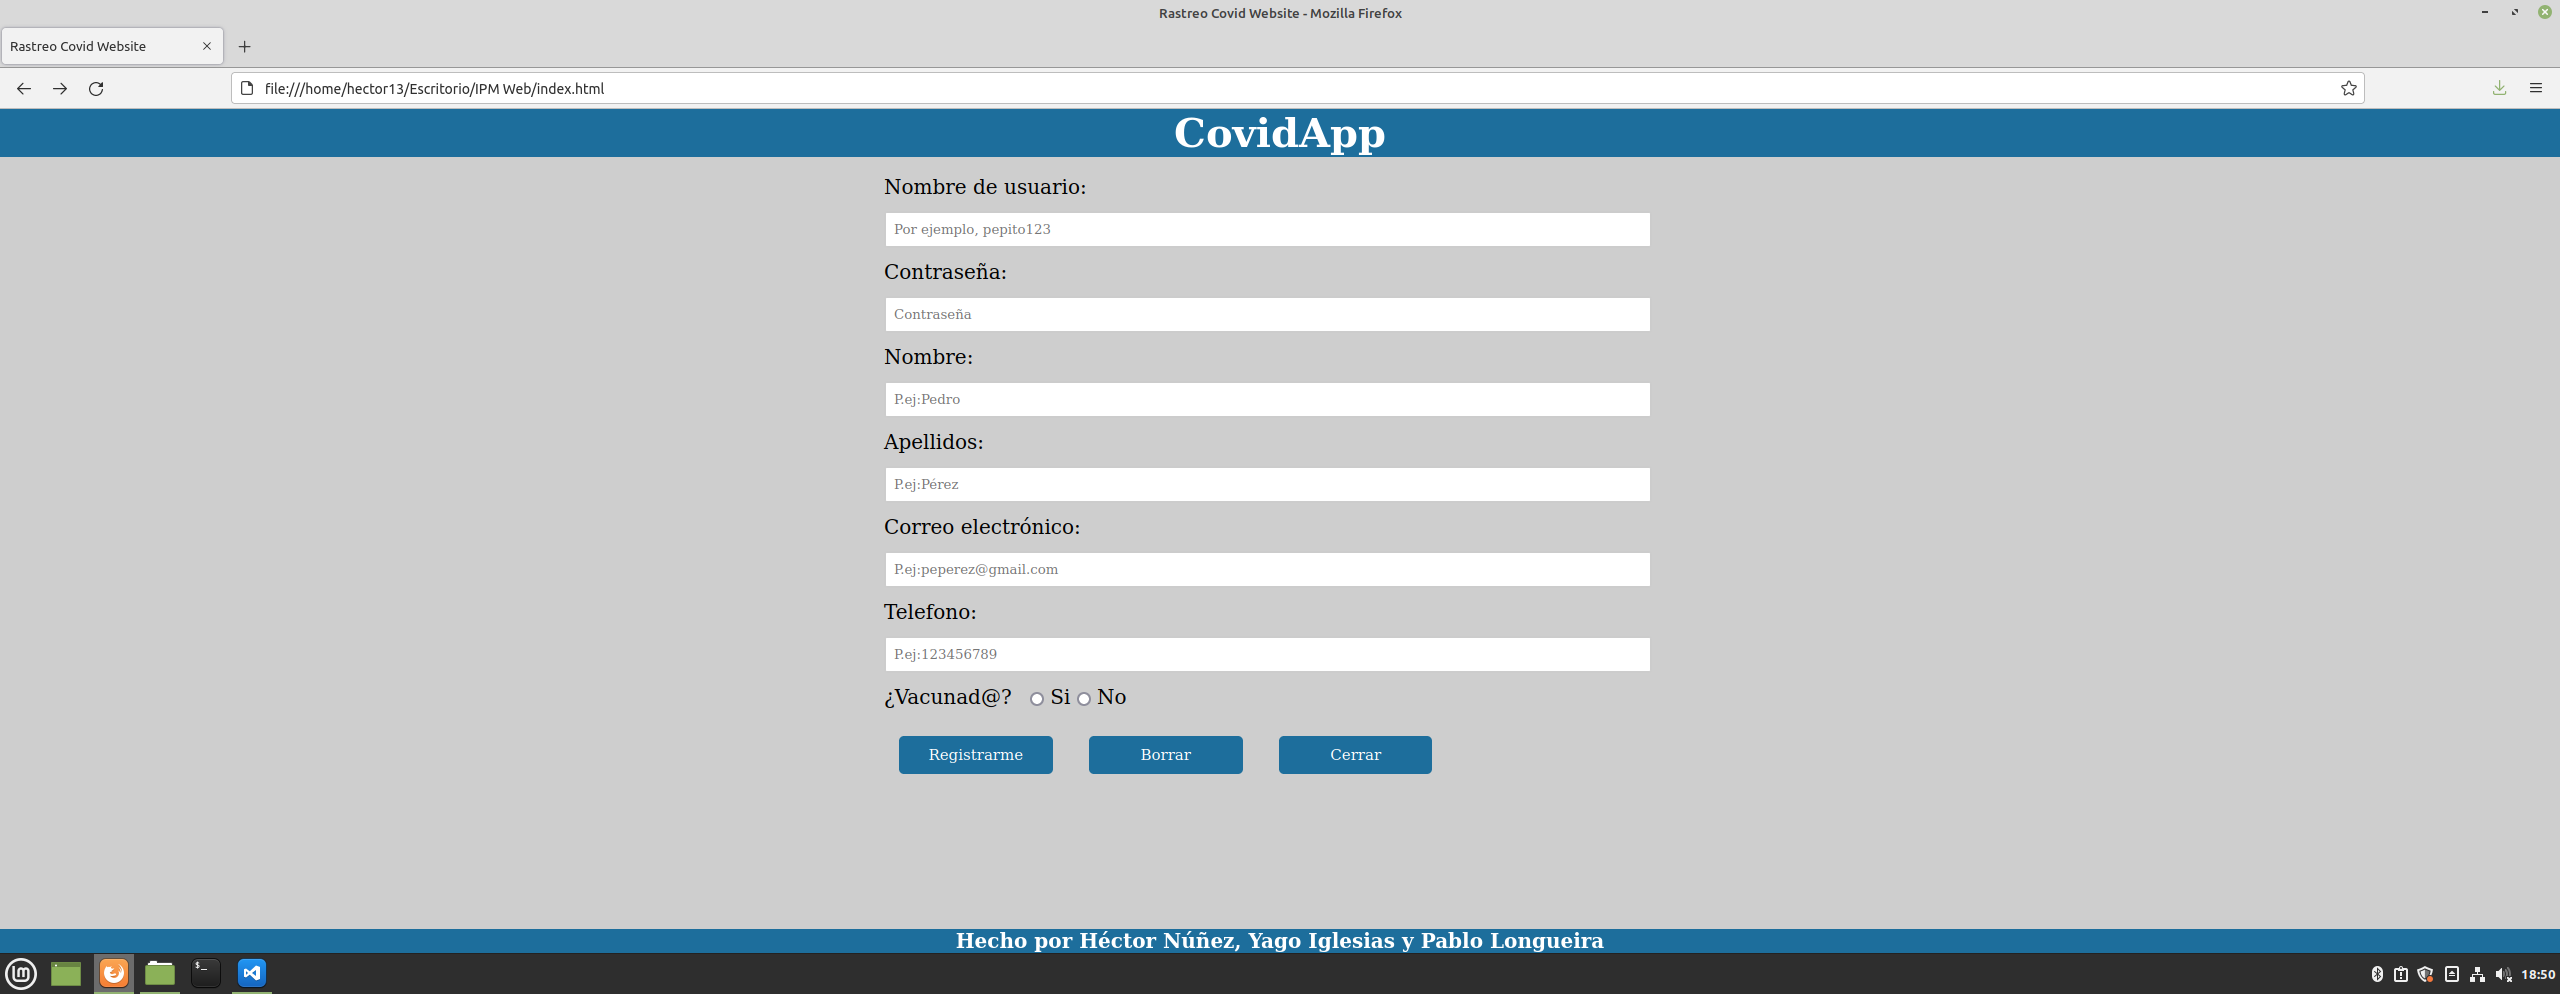 Rastreo Covid Website - Mozilla Firefox
Rastreo Covid Website
file:///home/hector13/Escritorio/IPM Web/index.html
CovidApp
Nombre de usuario:
Por ejemplo, pepito123
Contraseña:
Contraseña
Nombre:
P.ej:Pedro
Apellidos:
P.ej:Pérez
Correo electrónico:
P.ej:peperez@gmail.com
Telefono:
P.ej:123456789
¿Vacunad@? Si No
Registrarme Borrar Cerrar
Hecho por Héctor Núñez, Yago Iglesias y Pablo Longueira
$_
18:50